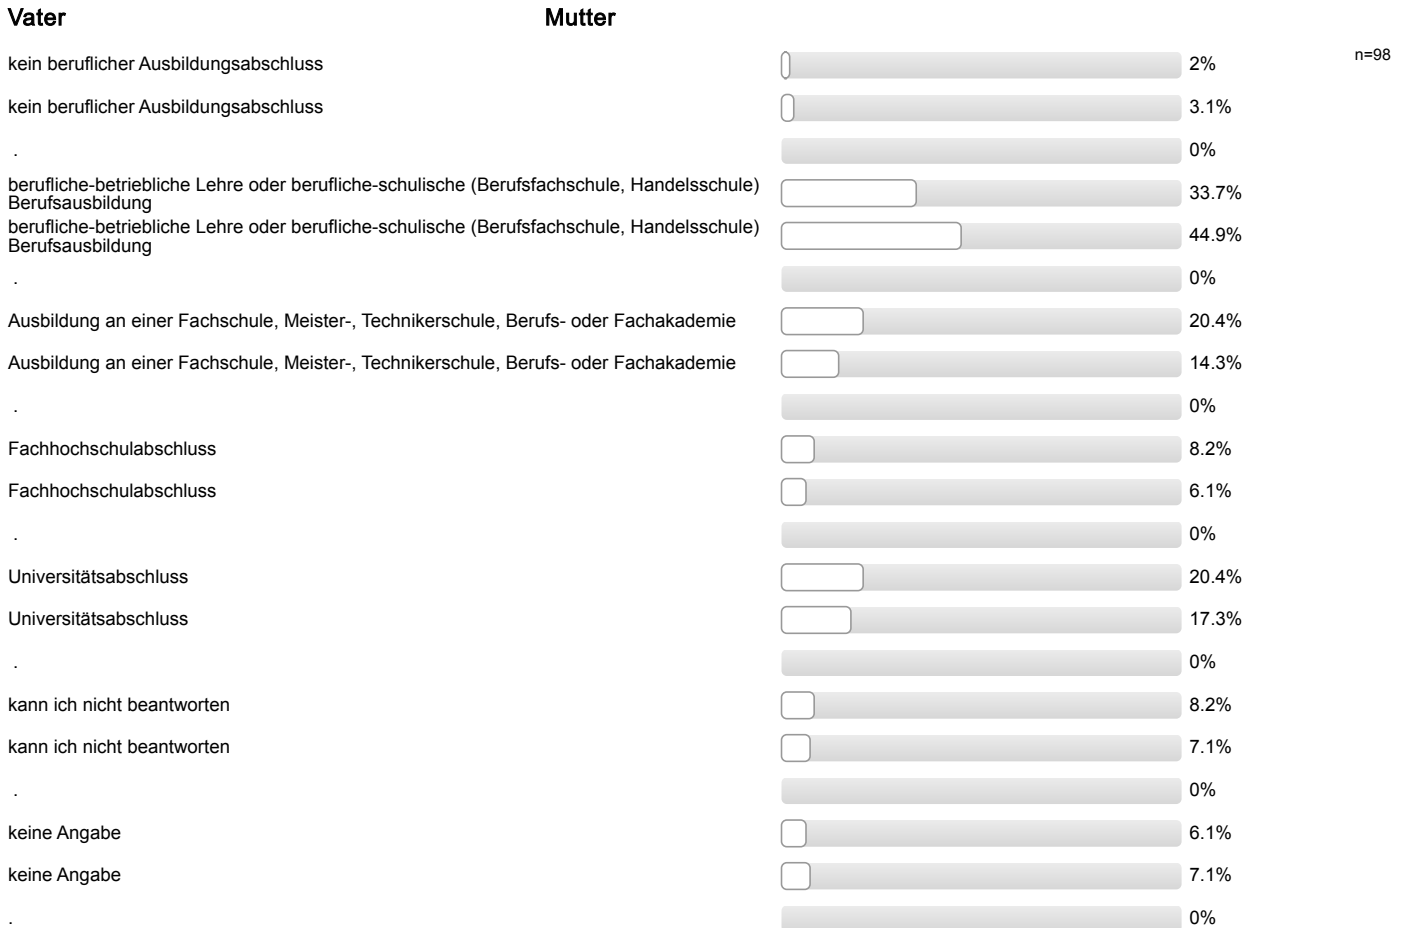 Vater Mutter
kein beruflicher Ausbildungsabschluss 2% n=98
kein beruflicher Ausbildungsabschluss 3.1%
. 0%
berufliche-betriebliche Lehre oder berufliche-schulische (Berufsfachschule, Handelsschule)
Berufsausbildung 33.7%
berufliche-betriebliche Lehre oder berufliche-schulische (Berufsfachschule, Handelsschule)
Berufsausbildung 44.9%
. 0%
Ausbildung an einer Fachschule, Meister-, Technikerschule, Berufs- oder Fachakademie 20.4%
Ausbildung an einer Fachschule, Meister-, Technikerschule, Berufs- oder Fachakademie 14.3%
. 0%
Fachhochschulabschluss 8.2%
Fachhochschulabschluss 6.1%
. 0%
Universitätsabschluss 20.4%
Universitätsabschluss 17.3%
. 0%
kann ich nicht beantworten 8.2%
kann ich nicht beantworten 7.1%
. 0%
keine Angabe 6.1%
keine Angabe 7.1%
. 0%